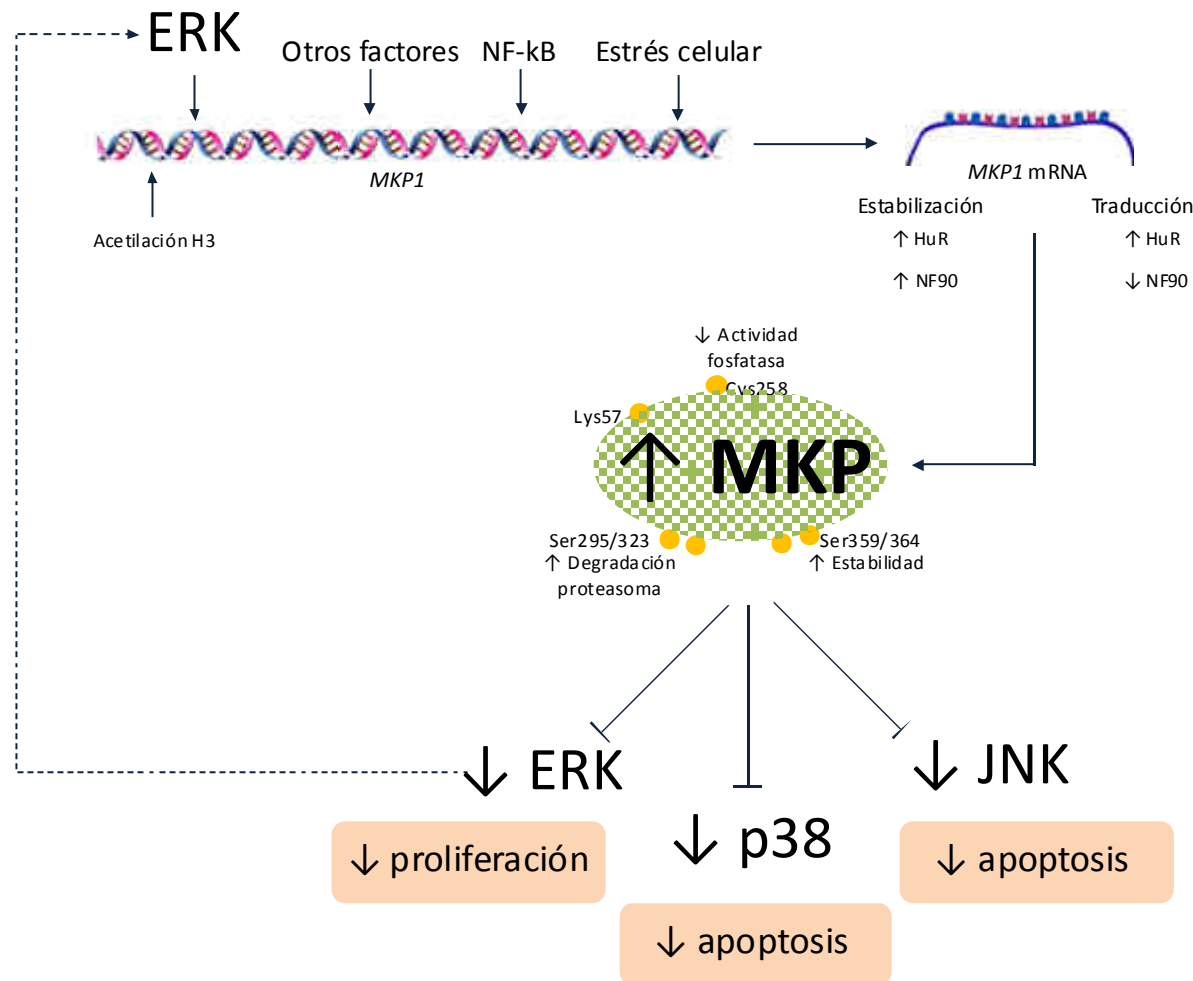 ERK
Otros factores
NF-kB
Estrés celular
MKP1
Acetilación H3
MKP1 mRNA
Estabilización
Traducción
↑ HuR
↑ HuR
↑ NF90
↓ NF90
↓ Actividad
fosfatasa
Cys258
Lys57
↑ MKP
Ser295/323
↑ Degradación
proteasoma
Ser359/364
↑ Estabilidad
↓ ERK
↓ JNK
↓ p38
↓ proliferación
↓ apoptosis
↓ apoptosis